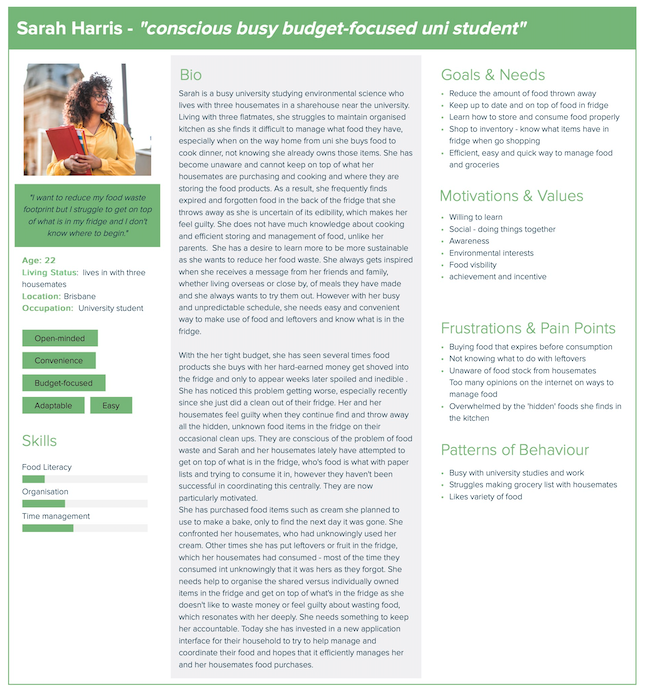 Sarah Harris - "conscious busy budget-focused uni student"
"I want to reduce my food waste
footprint but I struggle to get on top
of what is in my fridge and I don't
know where to begin."
Age: 22
Living Status: lives in with three
housemates
Location: Brisbane
Occupation: University student
Open-minded
Convenience
Budget-focused
Adaptable
Easy
Skills
Food Literacy
Organisation
Time management
Bio
Sarah is a busy university studying environmental science who
lives with three housemates in a sharehouse near the university.
Living with three flatmates, she struggles to maintain organised
kitchen as she finds it difficult to manage what food they have,
especially when on the way home from uni she buys food to
cook dinner, not knowing she already owns those items. She has
become unaware and cannot keep on top of what her
housemates are purchasing and cooking and where they are
storing the food products. As a result, she frequently finds
expired and forgotten food in the back of the fridge that she
throws away as she is uncertain of its edibility, which makes her
feel guilty. She does not have much knowledge about cooking
and efficient storing and management of food, unlike her
parents. She has a desire to learn more to be more sustainable
as she wants to reduce her food waste. She always gets inspired
when she receives a message from her friends and family,
whether living overseas or close by, of meals they have made
and she always wants to try them out. However with her busy
and unpredictable schedule, she needs easy and convenient
way to make use of food and leftovers and know what is in the
fridge.
With the her tight budget, she has seen several times food
products she buys with her hard-earned money get shoved into
the fridge and only to appear weeks later spoiled and inedible .
She has noticed this problem getting worse, especially recently
since she just did a clean out of their fridge. Her and her
housemates feel guilty when they continue find and throw away
all the hidden, unknown food items in the fridge on their
occasional clean ups. They are conscious of the problem of food
waste and Sarah and her housemates lately have attempted to
get on top of what is in the fridge, who's food is what with paper
lists and trying to consume it in, however they haven't been
successful in coordinating this centrally. They are now
particularly motivated.
She has purchased food items such as cream she planned to
use to make a bake, only to find the next day it was gone. She
confronted her housemates, who had unknowingly used her
cream. Other times she has put leftovers or fruit in the fridge,
which her housemates had consumed - most of the time they
consumed int unknowingly that it was hers as they forgot. She
needs help to organise the shared versus individually owned
items in the fridge and get on top of what's in the fridge as she
doesn't like to waste money or feel guilty about wasting food,
which resonates with her deeply. She needs something to keep
her accountable. Today she has invested in a new application
interface for their household to try to help manage and
coordinate their food and hopes that it efficiently manages her
and her housemates food purchases.
Goals & Needs
• Reduce the amount of food thrown away
• Keep up to date and on top of food in fridge
• Learn how to store and consume food properly
• Shop to inventory - know what items have in
fridge when go shopping
• Efficient, easy and quick way to manage food
and groceries
Motivations & Values
• Willing to learn
• Social - doing things together
• Awareness
• Environmental interests
• Food visbility
• achievement and incentive
Frustrations & Pain Points
• Buying food that expires before consumption
• Not knowing what to do with leftovers
• Unaware of food stock from housemates
Too many opinions on the internet on ways to
manage food
• Overwhelmed by the 'hidden' foods she finds in
the kitchen
Patterns of Behaviour
• Busy with university studies and work
• Struggles making grocery list with housemates
• Likes variety of food